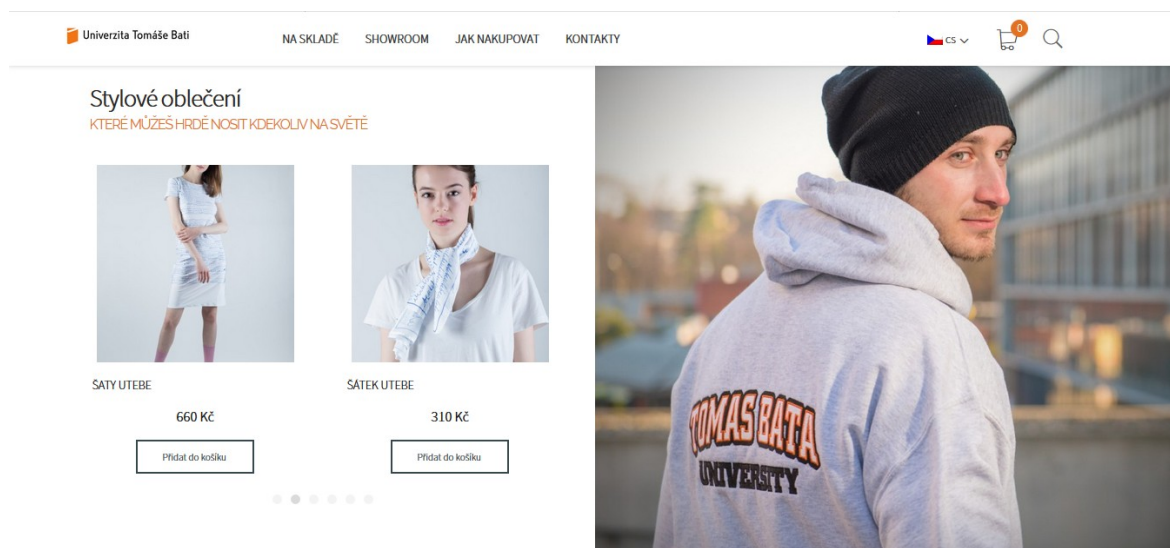 Univerzita Tomáše Bati
NA SKLADĚ
SHOWROOM
JAK NAKUPOVAT
KONTAKTY
CS
0
Stylové oblečení
KTERÉ MŮŽEŠ HRDĚ NOSIT KDEKOLIV NA SVĚTĚ
ŠATY UTEBE
660 Kč
Přidat do košíku
ŠÁTEK UTEBE
310 Kč
Přidat do košíku
TOMAS BATA
UNIVERSITY